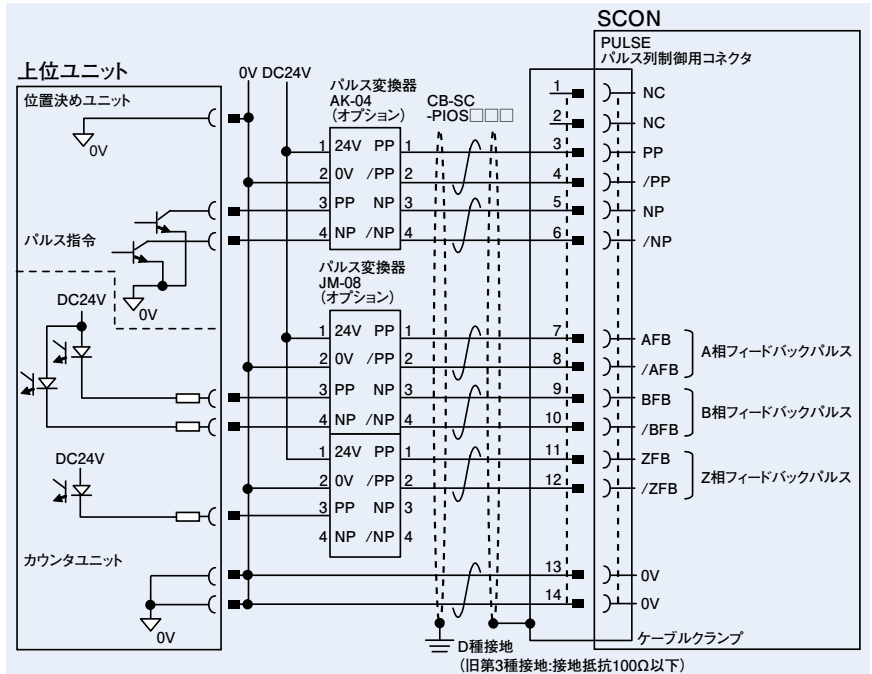 SCON
PULSE
パルス列制御用コネクタ
上位ユニット
位置決めユニット
0V DC24V
パルス変換器
AK-04
(オプション)
CB-SC
-PIOS□□□
0V
1 NC
2 NC
1 24V PP 1
3 PP
2 0V /PP 2
4 /PP
3 PP NP 3
5 NP
パルス指令
4 NP /NP 4
6 /NP
パルス変換器
JM-08
(オプション)
DC24V
0V
1 24V PP 1
7 AFB
2 0V /PP 2
8 /AFB
A相フィードバックパルス
3 PP NP 3
9 BFB
4 NP /NP 4
10 /BFB
B相フィードバックパルス
DC24V
1 24V PP 1
11 ZFB
2 0V /PP 2
12 /ZFB
Z相フィードバックパルス
3 PP NP 3
4 NP /NP 4
カウンタユニット
13 0V
14 0V
0V
ケーブルクランプ
D種接地
(旧第3種接地:接地抵抗100Ω以下)